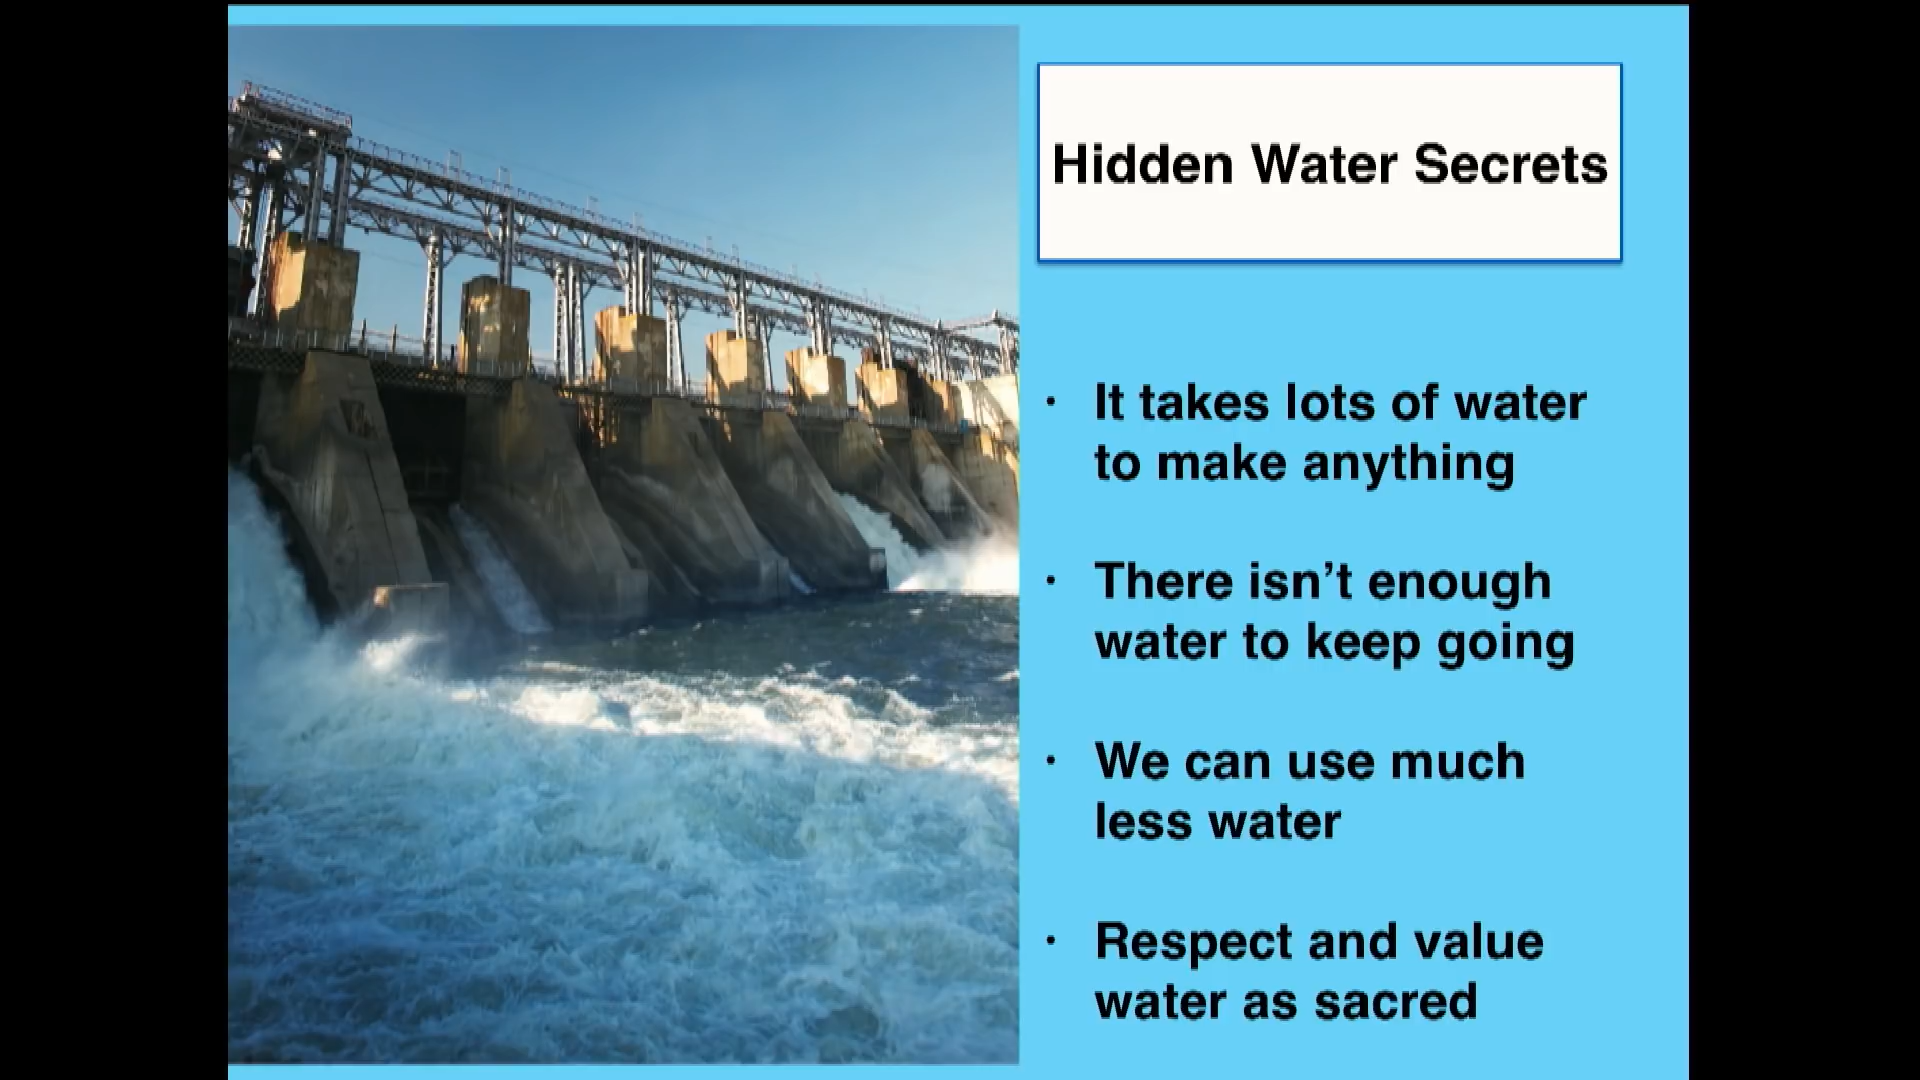 Hidden Water Secrets
· It takes lots of water
to make anything
· There isn’t enough
water to keep going
· We can use much
less water
· Respect and value
water as sacred